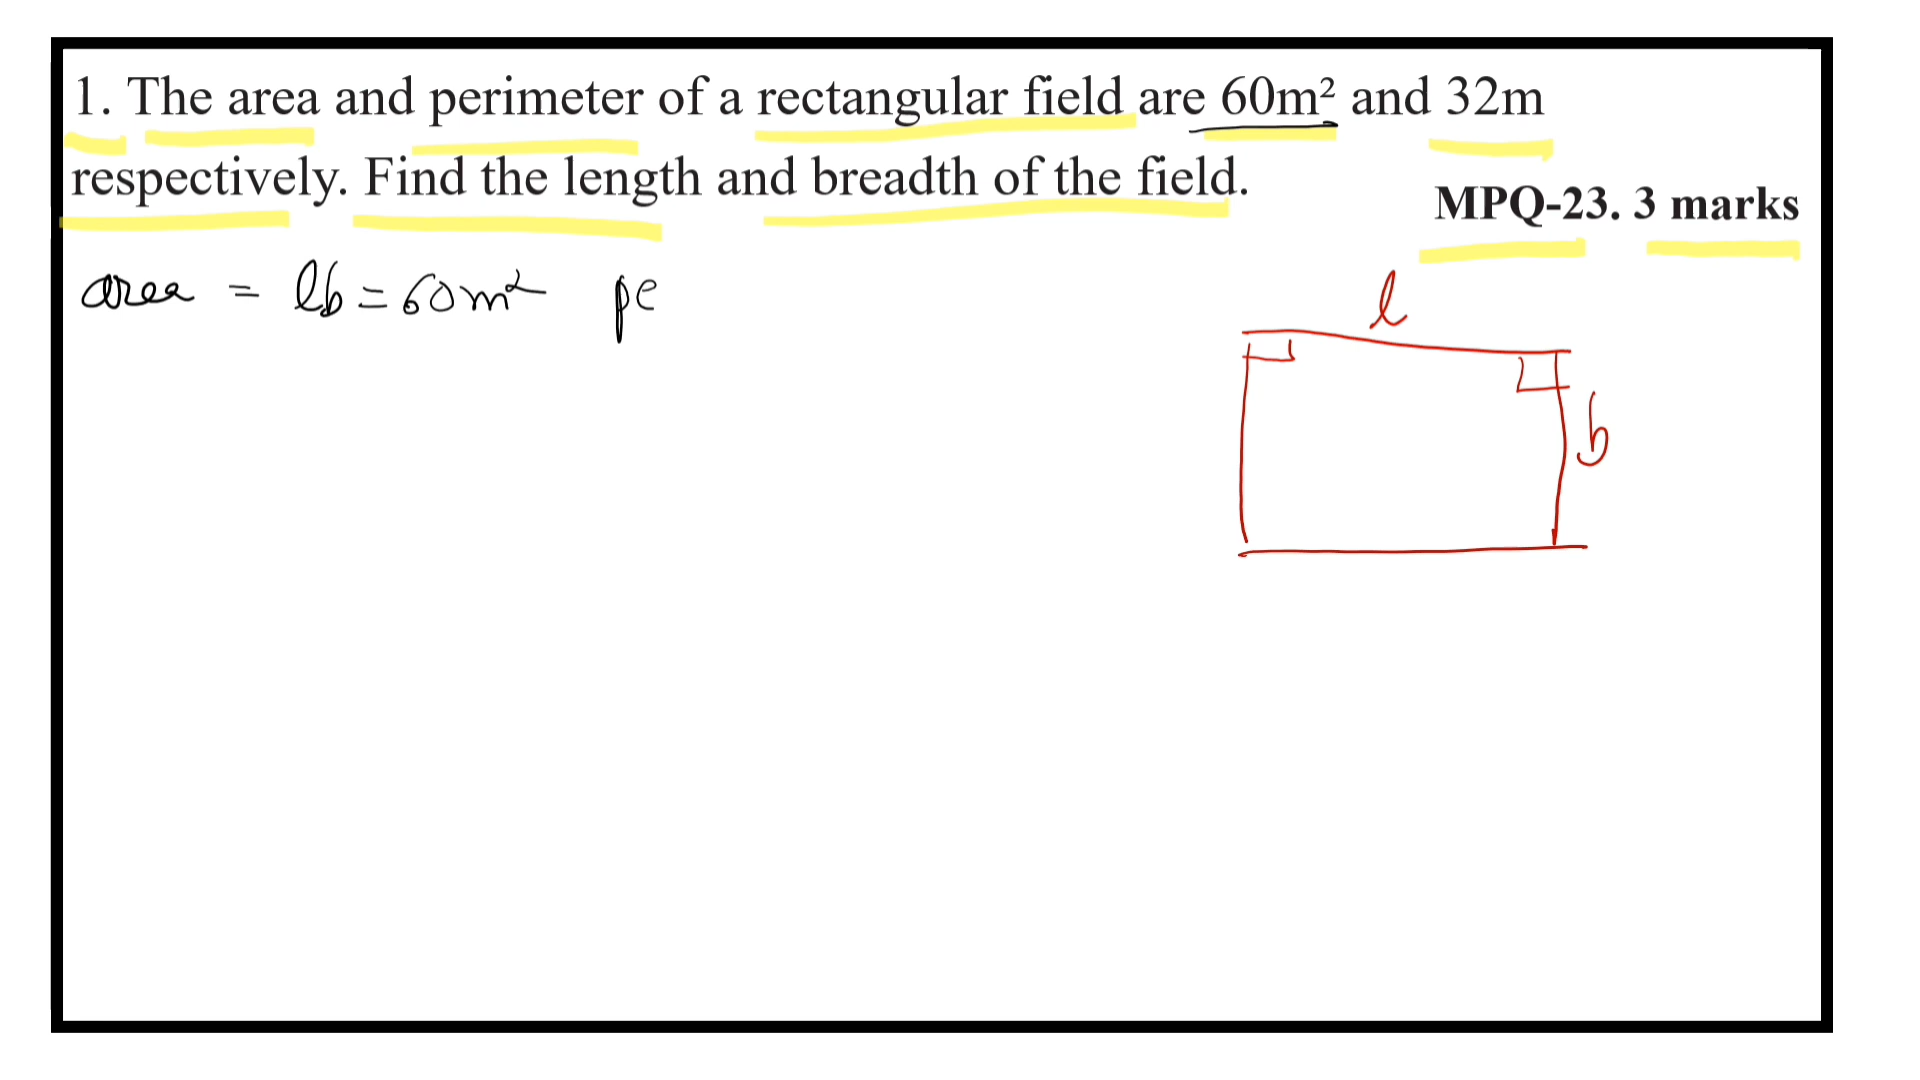 1. The area and perimeter of a rectangular field are 60m² and 32m
respectively. Find the length and breadth of the field.
MPQ-23. 3 marks
area = lb = 60m² pe
l
b